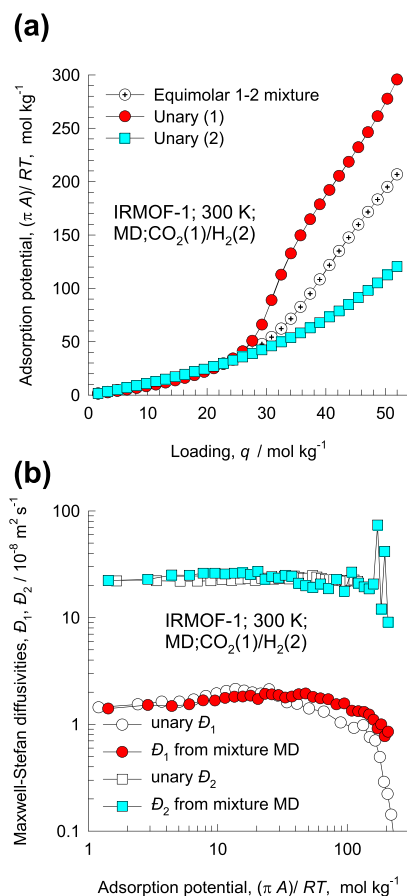 (a)
300
250
200
150
100
50
0
0
10
20
30
40
50
Adsorption potential, (π A)/ RT, mol kg-1
Equimolar 1-2 mixture
Unary (1)
Unary (2)
IRMOF-1; 300 K;
MD;CO2(1)/H2(2)
Loading, q / mol kg-1
(b)
100
10
1
0.1
1
10
100
Maxwell-Stefan diffusivities, Đ1, Đ2 / 10-8 m2 s-1
IRMOF-1; 300 K;
MD;CO2(1)/H2(2)
unary Đ1
Đ1 from mixture MD
unary Đ2
Đ2 from mixture MD
Adsorption potential, (π A)/ RT, mol kg-1